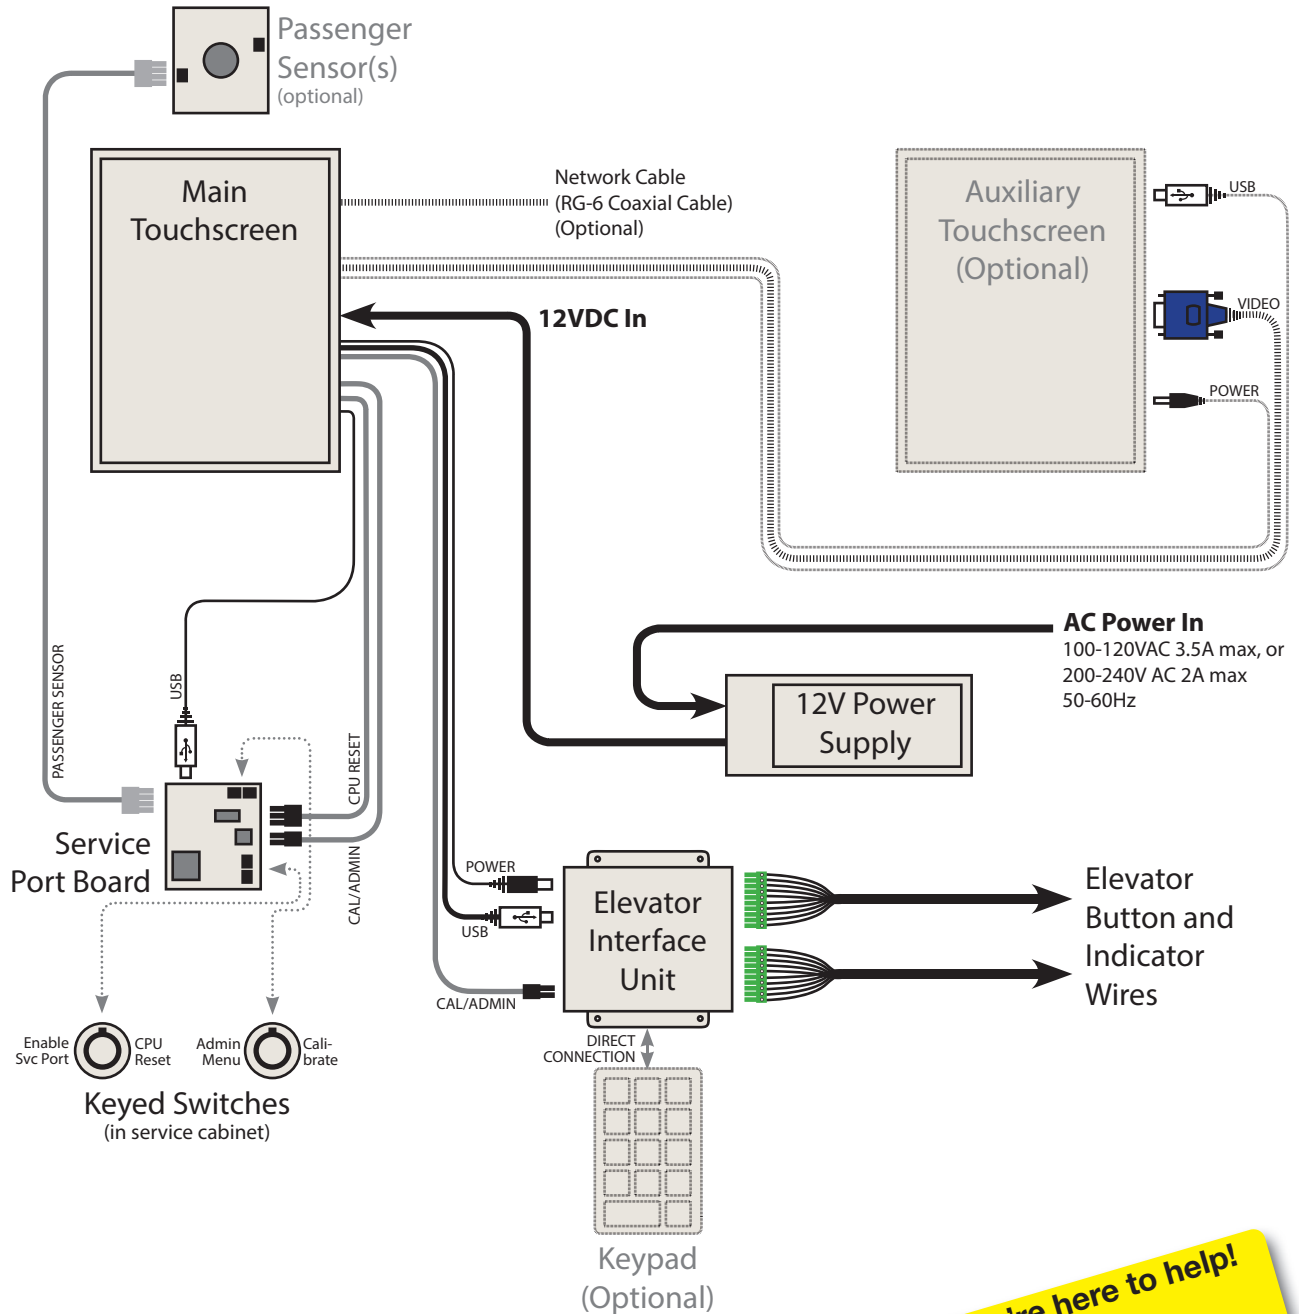 Passenger
Sensor(s)
(optional)
Main
Touchscreen
Network Cable
(RG-6 Coaxial Cable)
(Optional)
Auxiliary
Touchscreen
(Optional)
USB
VIDEO
POWER
12VDC In
AC Power In
100-120VAC 3.5A max, or
200-240V AC 2A max
50-60Hz
12V Power
Supply
PASSENGER SENSOR
USB
CPU RESET
CAL/ADMIN
Service
Port Board
POWER
USB
CAL/ADMIN
Elevator
Interface
Unit
Elevator
Button and
Indicator
Wires
DIRECT
CONNECTION
Enable
Svc Port
CPU
Reset
Admin
Menu
Cali-
brate
Keyed Switches
(in service cabinet)
Keypad
(Optional)
here to help!